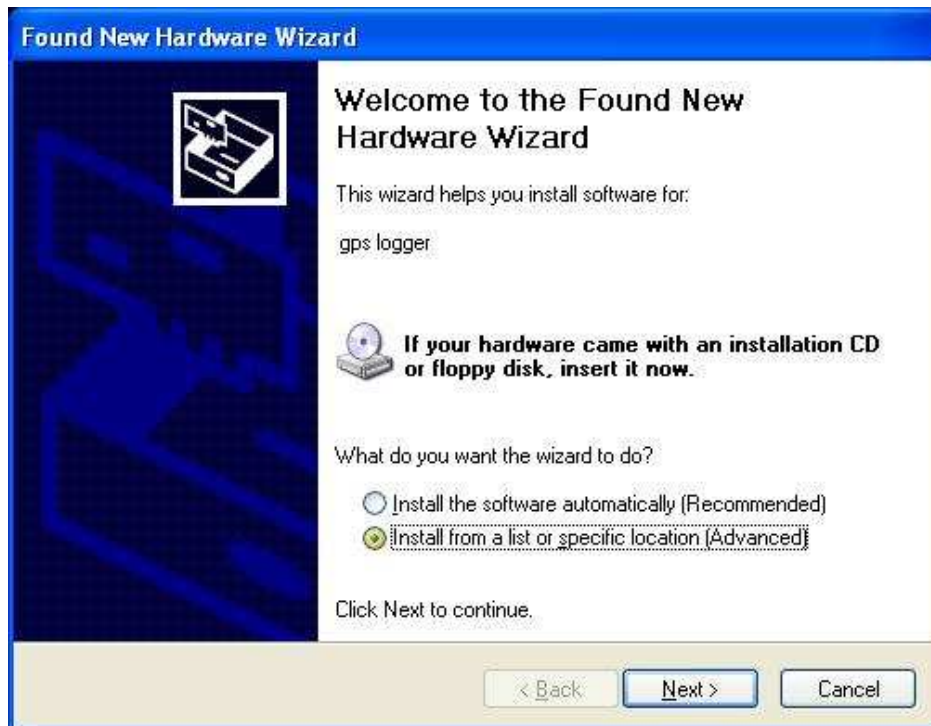 Found New Hardware Wizard
Welcome to the Found New
Hardware Wizard
This wizard helps you install software for:
gps logger
If your hardware came with an installation CD
or floppy disk, insert it now.
What do you want the wizard to do?
Install the software automatically (Recommended)
Install from a list or specific location (Advanced)
Click Next to continue.
< Back
Next >
Cancel